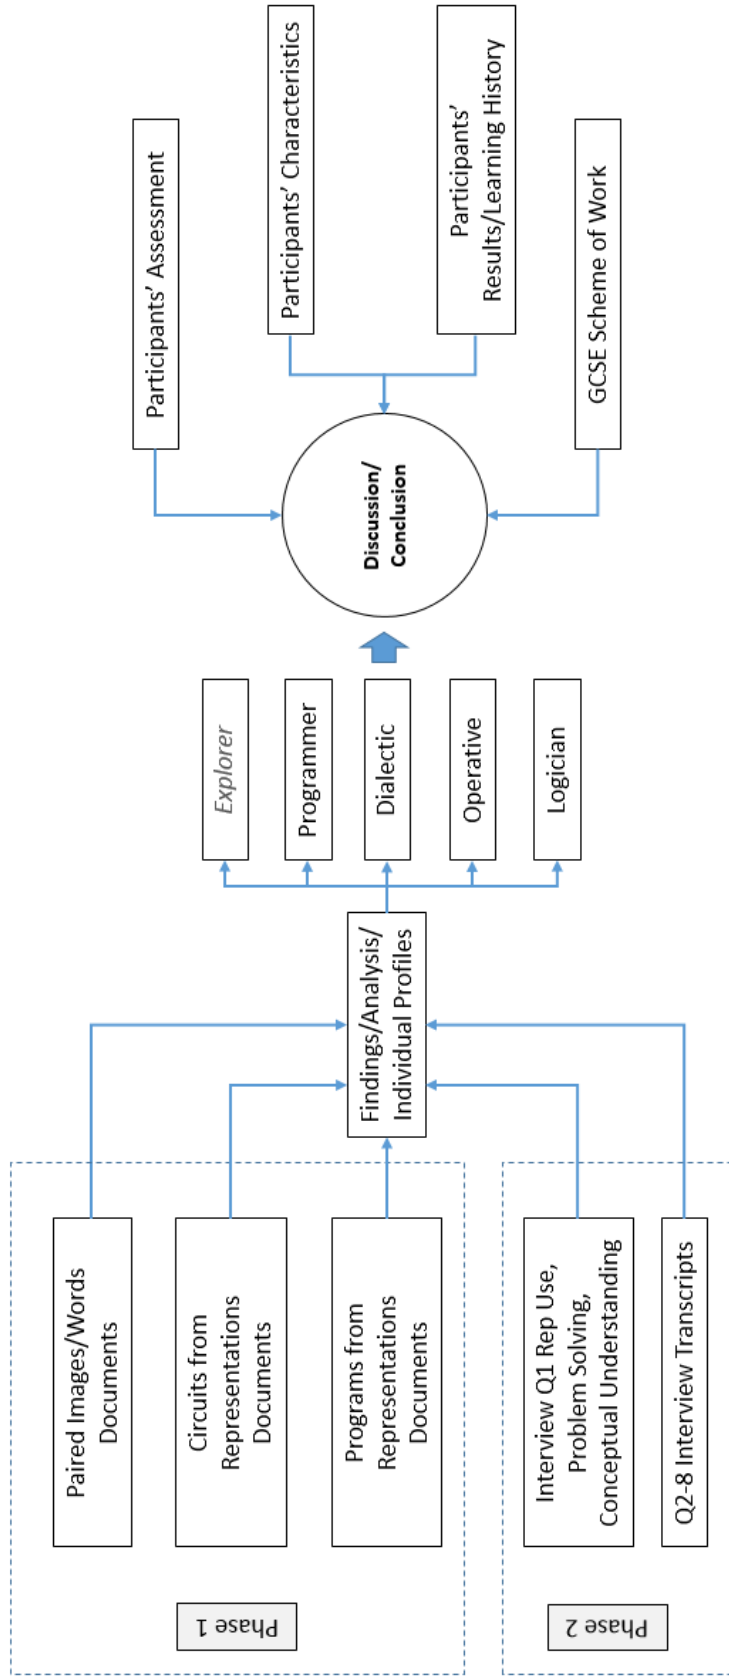 Phase 1
Paired Images/Words
Documents
Circuits from
Representations
Documents
Programs from
Representations
Documents
Phase 2
Interview Q1 Rep Use,
Problem Solving,
Conceptual Understanding
Q2-8 Interview Transcripts
Findings/Analysis/
Individual Profiles
Explorer
Programmer
Dialectic
Operative
Logician
Discussion/
Conclusion
Participants’ Assessment
Participants’ Characteristics
Participants’
Results/Learning History
GCSE Scheme of Work